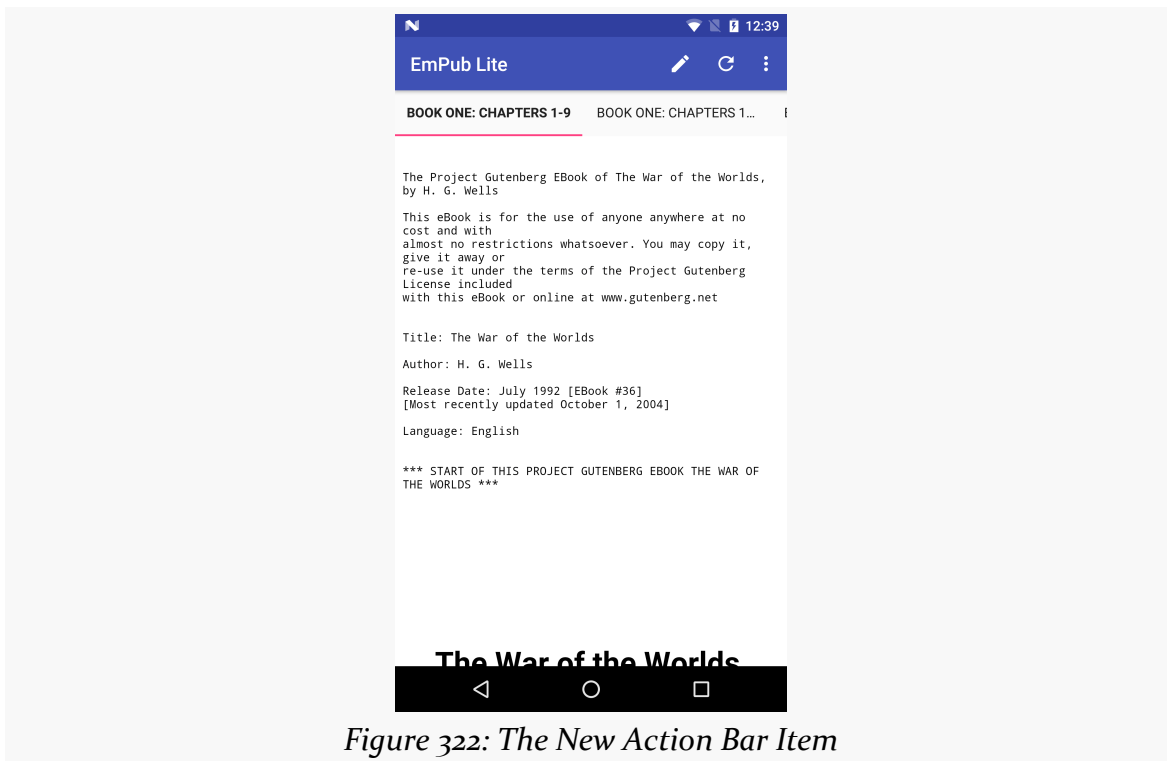 12:39
EmPub Lite
BOOK ONE: CHAPTERS 1-9 BOOK ONE: CHAPTERS 1...
The Project Gutenberg EBook of The War of the Worlds,
by H. G. Wells
This eBook is for the use of anyone anywhere at no
cost and with
almost no restrictions whatsoever. You may copy it,
give it away or
re-use it under the terms of the Project Gutenberg
License included
with this eBook or online at www.gutenberg.net
Title: The War of the Worlds
Author: H. G. Wells
Release Date: July 1992 [EBook #36]
[Most recently updated October 1, 2004]
Language: English
*** START OF THIS PROJECT GUTENBERG EBOOK THE WAR OF
THE WORLDS ***
The War of the Worlds
Figure 322: The New Action Bar Item